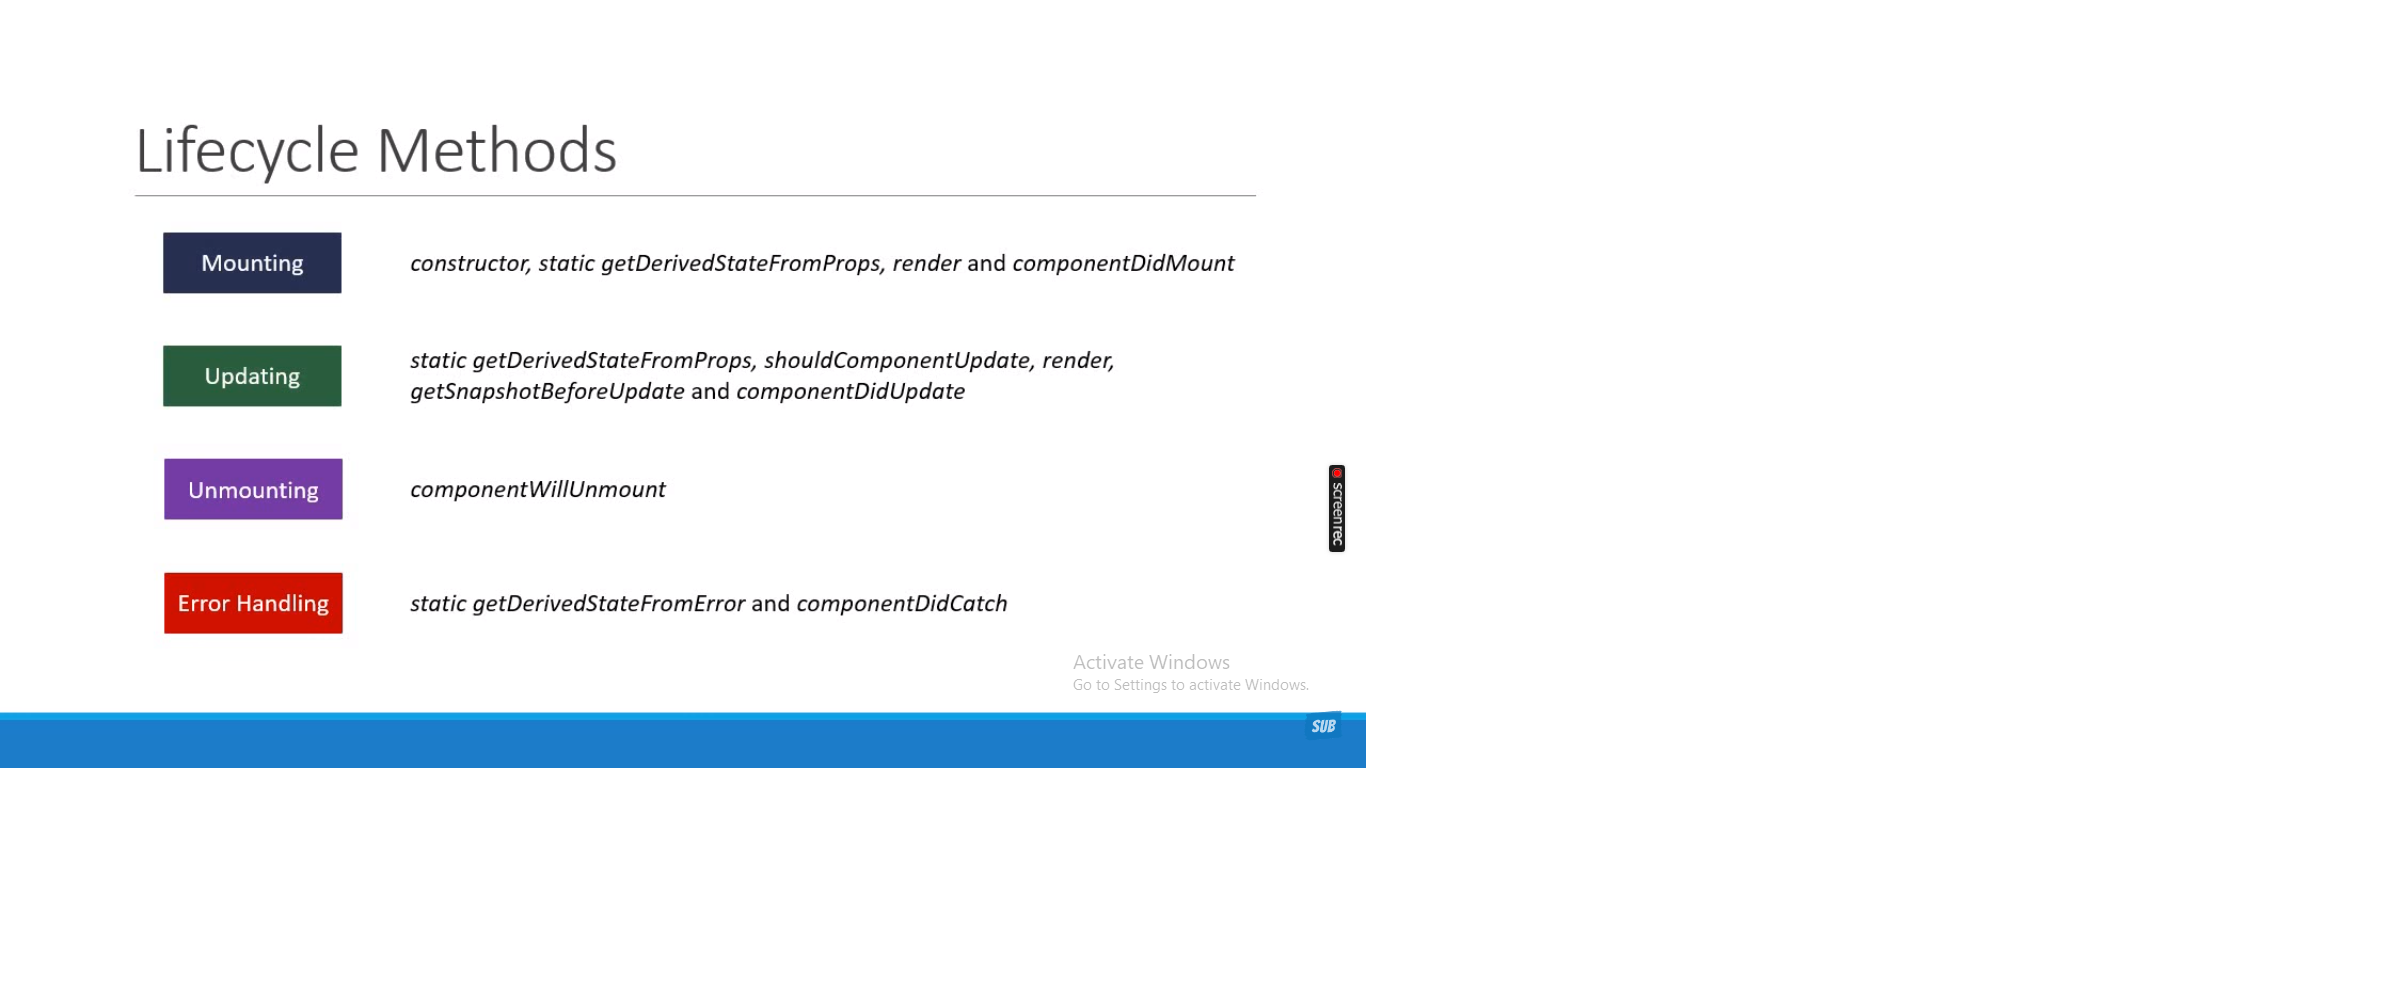 Lifecycle Methods
Mounting
constructor, static getDerivedStateFromProps, render and componentDidMount
Updating
static getDerivedStateFromProps, shouldComponentUpdate, render,
getSnapshotBeforeUpdate and componentDidUpdate
Unmounting
componentWillUnmount
screenrec
Error Handling
static getDerivedStateFromError and componentDidCatch
Activate Windows
Go to Settings to activate Windows.
SUB